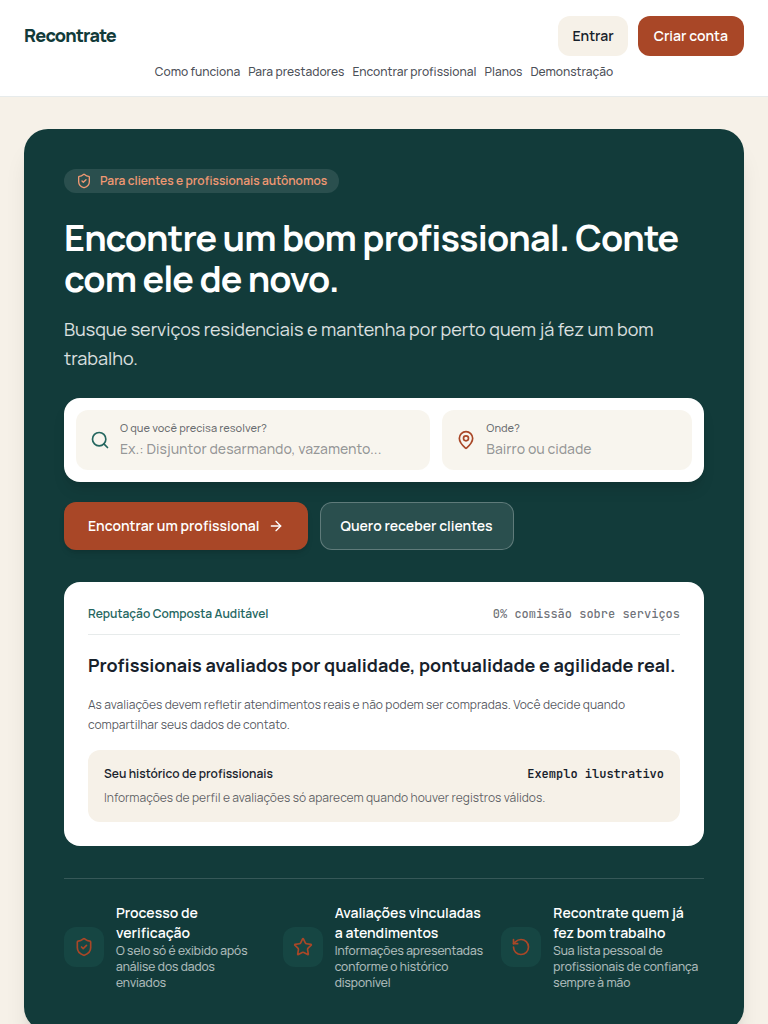 Recontrate
Entrar
Criar conta
Como funciona Para prestadores Encontrar profissional Planos Demonstração
Para clientes e profissionais autônomos
Encontre um bom profissional. Conte
com ele de novo.
Busque serviços residenciais e mantenha por perto quem já fez um bom
trabalho.
O que você precisa resolver?
Ex.: Disjuntor desarmando, vazamento...
Onde?
Bairro ou cidade
Encontrar um profissional
Quero receber clientes
Reputação Composta Auditável
0% comissão sobre serviços
Profissionais avaliados por qualidade, pontualidade e agilidade real.
As avaliações devem refletir atendimentos reais e não podem ser compradas. Você decide quando
compartilhar seus dados de contato.
Seu histórico de profissionais
Exemplo ilustrativo
Informações de perfil e avaliações só aparecem quando houver registros válidos.
Processo de
verificação
O selo só é exibido após
análise dos dados
enviados
Avaliações vinculadas
a atendimentos
Informações apresentadas
conforme o histórico
disponível
Recontrate quem já
fez bom trabalho
Sua lista pessoal de
profissionais de confiança
sempre à mão